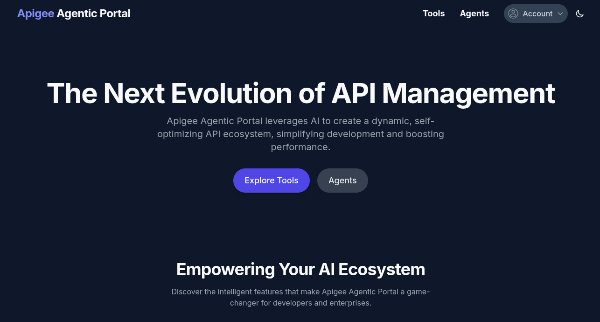 Apigee Agentic Portal
Tools
Agents
Account
The Next Evolution of API Management
Apigee Agentic Portal leverages AI to create a dynamic, self-
optimizing API ecosystem, simplifying development and boosting
performance.
Explore Tools
Agents
Empowering Your AI Ecosystem
Discover the intelligent features that make Apigee Agentic Portal a game-
changer for developers and enterprises.